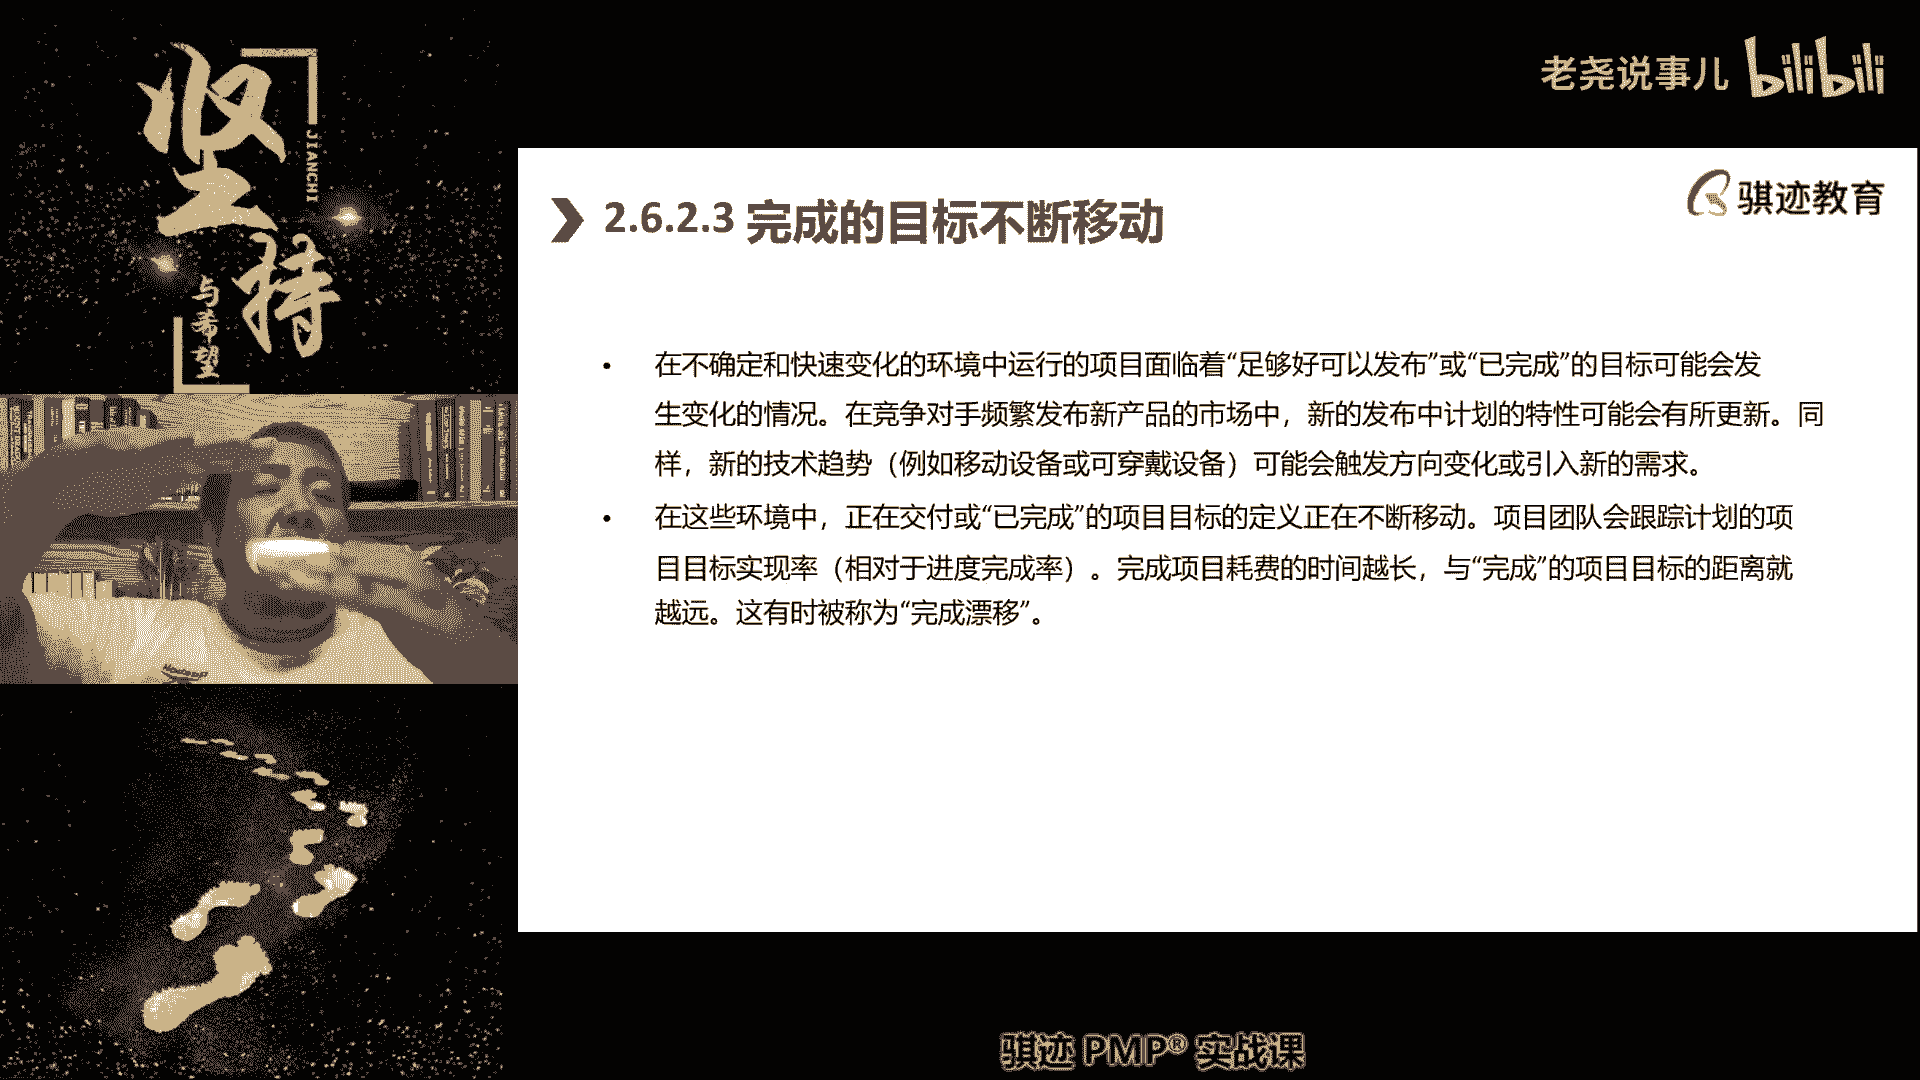 坚持
JIANCHI
与希望
老尧说事儿 bilibili
骐迹教育
2.6.2.3 完成的目标不断移动
• 在不确定和快速变化的环境中运行的项目面临着“足够好可以发布”或“已完成”的目标可能会发
生变化的情况。在竞争对手频繁发布新产品的市场中，新的发布中计划的特性可能会有所更新。同
样，新的技术趋势（例如移动设备或可穿戴设备）可能会触发方向变化或引入新的需求。
• 在这些环境中，正在交付或“已完成”的项目目标的定义正在不断移动。项目团队会跟踪计划的项
目目标实现率（相对于进度完成率）。完成项目耗费的时间越长，与“完成”的项目目标的距离就
越远。这有时被称为“完成漂移”。
骐迹 PMP® 实战课